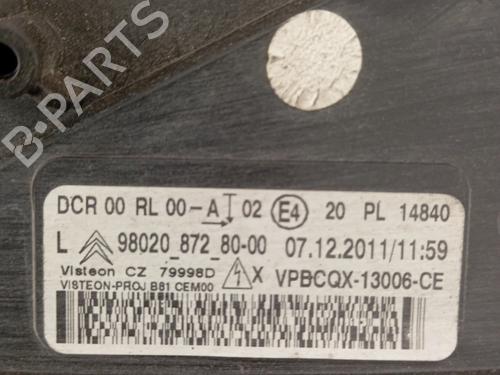 B-PARTS
DCR 00 RL 00-A 02 E4 20 PL 14840
L 98020_872_80-00 07.12.2011/11:59
Visteon CZ 79998D X VPBCQX-13006-CE
VISTEON-PROJ B81 CEM00